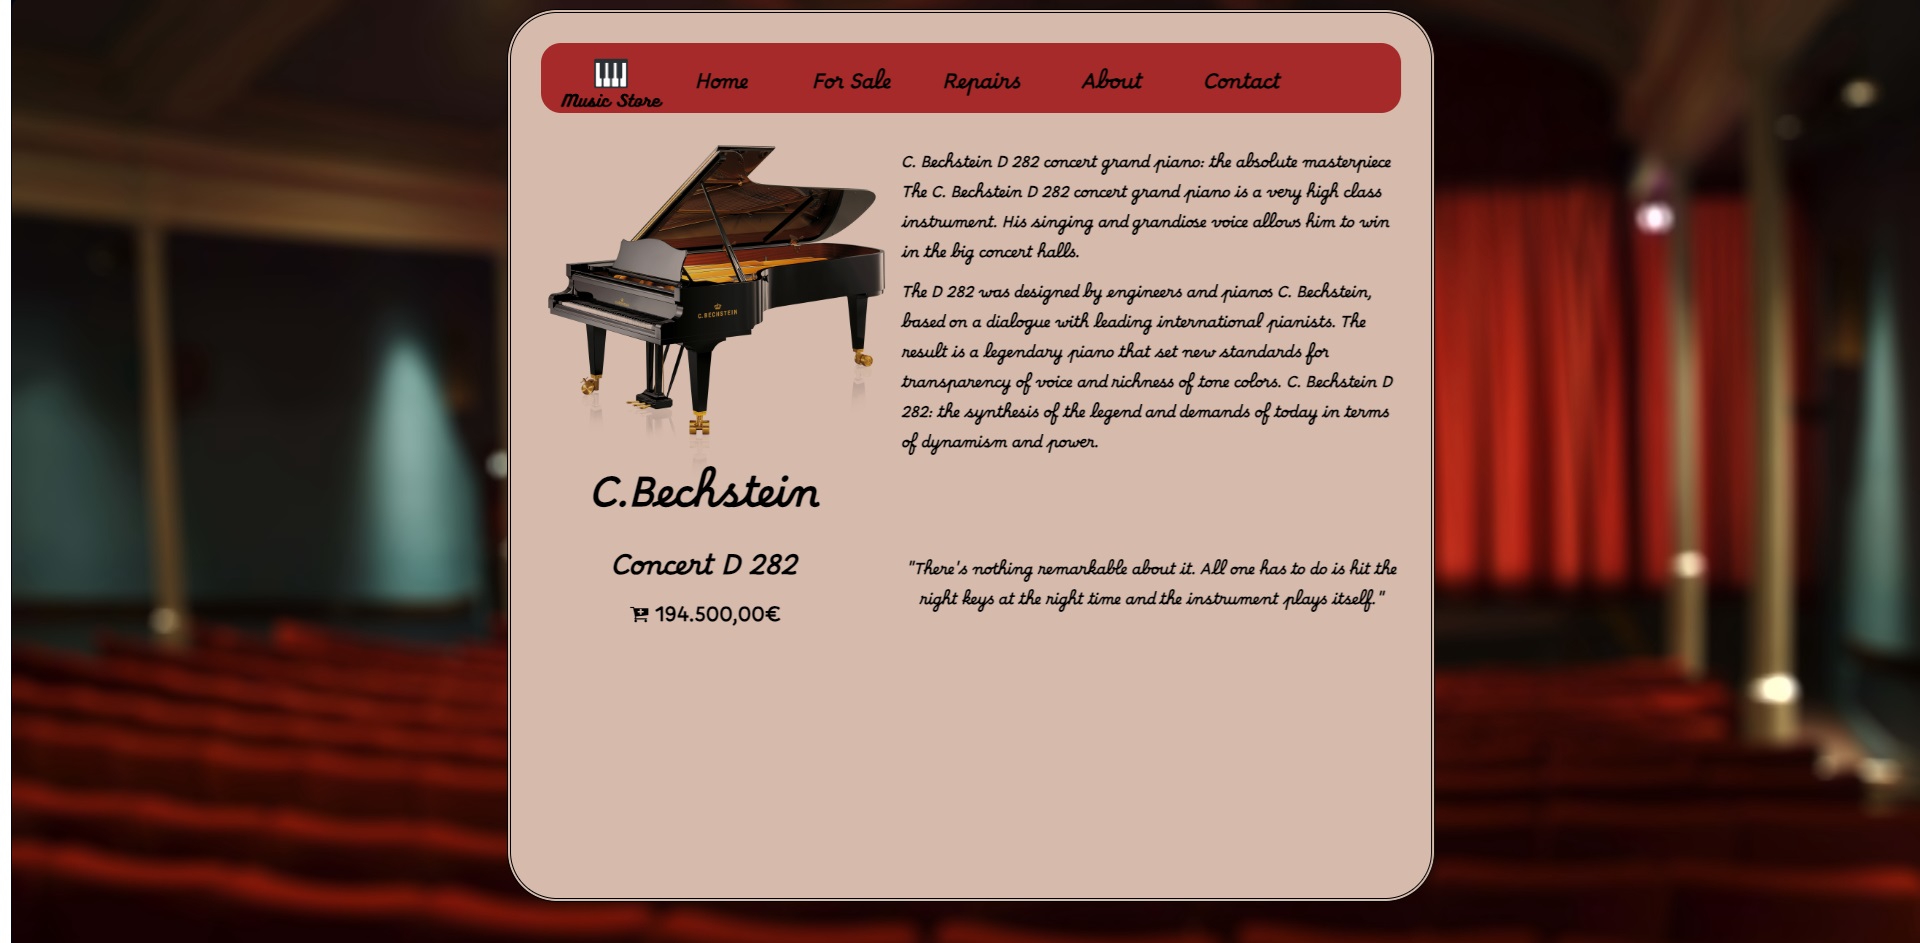 Music Store
Home
For Sale
Repairs
About
Contact
C. Bechstein D 282 concert grand piano: the absolute masterpiece
The C. Bechstein D 282 concert grand piano is a very high class
instrument. His singing and grandiose voice allows him to win
in the big concert halls.
The D 282 was designed by engineers and pianos C. Bechstein,
based on a dialogue with leading international pianists. The
result is a legendary piano that set new standards for
transparency of voice and richness of tone colors. C. Bechstein D
282: the synthesis of the legend and demands of today in terms
of dynamism and power.
C.BECHSTEIN
C.Bechstein
Concert D 282
194.500,00€
"There's nothing remarkable about it. All one has to do is hit the
right keys at the right time and the instrument plays itself."